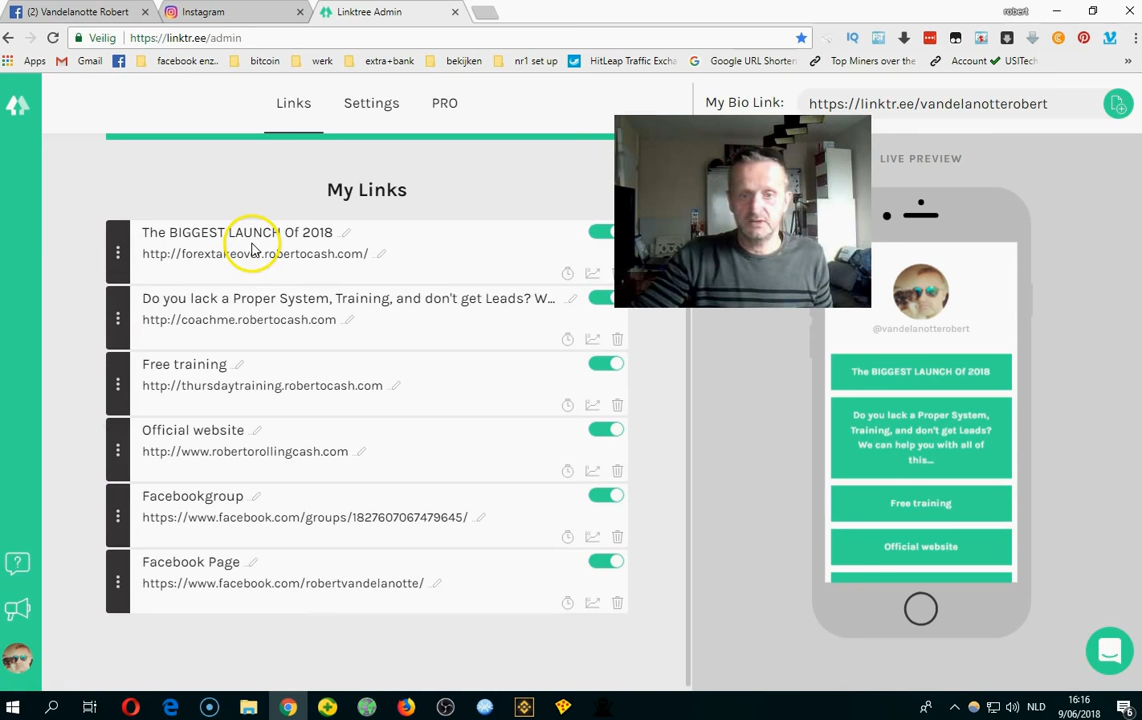 (2) Vandelanotte Robert
Instagram
Linktree Admin
robert
Veilig
https://linktr.ee/admin
Apps
Gmail
facebook enz..
bitcoin
werk
extra+bank
bekijken
nr1 set up
HitLeap Traffic Excha
Google URL Shorten
Top Miners over the
Account ✔ USITech
Links
Settings
PRO
My Bio Link:
https://linktr.ee/vandelanotterobert
LIVE PREVIEW
My Links
The BIGGEST LAUNCH Of 2018
http://forextakeover.robertocash.com/
Do you lack a Proper System, Training, and don't get Leads? W...
http://coachme.robertocash.com
Free training
http://thursdaytraining.robertocash.com
Official website
http://www.robertorollingcash.com
Facebookgroup
https://www.facebook.com/groups/1827607067479645/
Facebook Page
https://www.facebook.com/robertvandelanotte/
@vandelanotterobert
The BIGGEST LAUNCH Of 2018
Do you lack a Proper System,
Training, and don't get Leads?
We can help you with all of
this...
Free training
Official website
NLD
16:16
9/06/2018
6